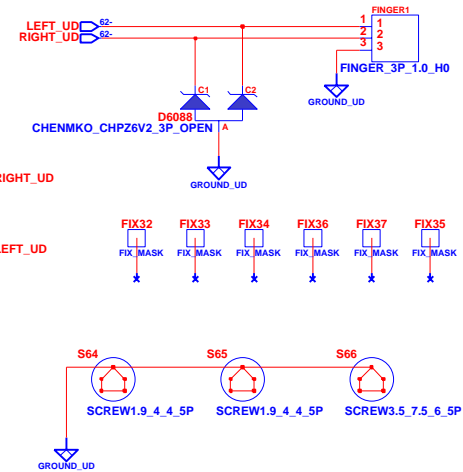 FINGER1
LEFT_UD 62- 1 1
RIGHT_UD 62- 2 2
3 3
FINGER_3P_1.0_H0
C1 C2
GROUND_UD
D6088
CHENMKO_CHPZ6V2_3P_OPEN A
RIGHT_UD
GROUND_UD
FIX32 FIX33 FIX34 FIX36 FIX37 FIX35
LEFT_UD
FIX_MASK FIX_MASK FIX_MASK FIX_MASK FIX_MASK FIX_MASK
S64 S65 S66
SCREW1.9_4_4_5P SCREW1.9_4_4_5P SCREW3.5_7.5_6_5P
GROUND_UD